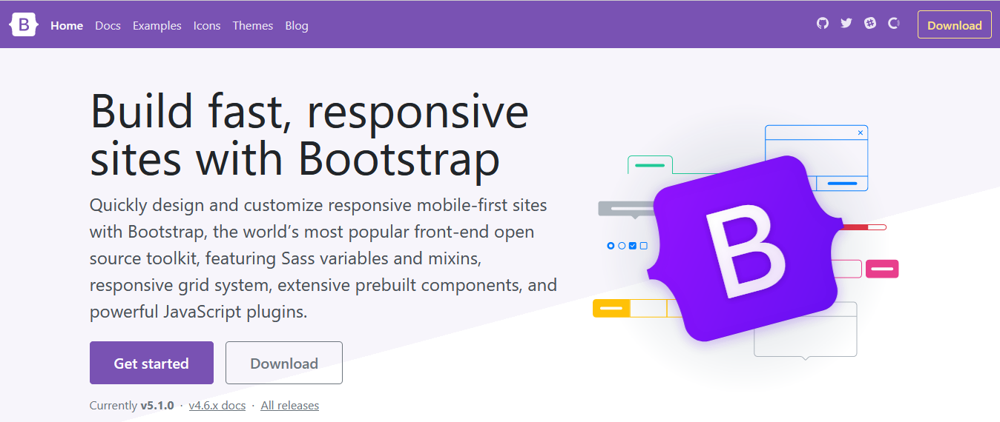 B Home Docs Examples Icons Themes Blog Download
Build fast, responsive
sites with Bootstrap
Quickly design and customize responsive mobile-first sites
with Bootstrap, the world’s most popular front-end open
source toolkit, featuring Sass variables and mixins,
responsive grid system, extensive prebuilt components, and
powerful JavaScript plugins.
B
Get started Download
Currently v5.1.0 · v4.6.x docs · All releases